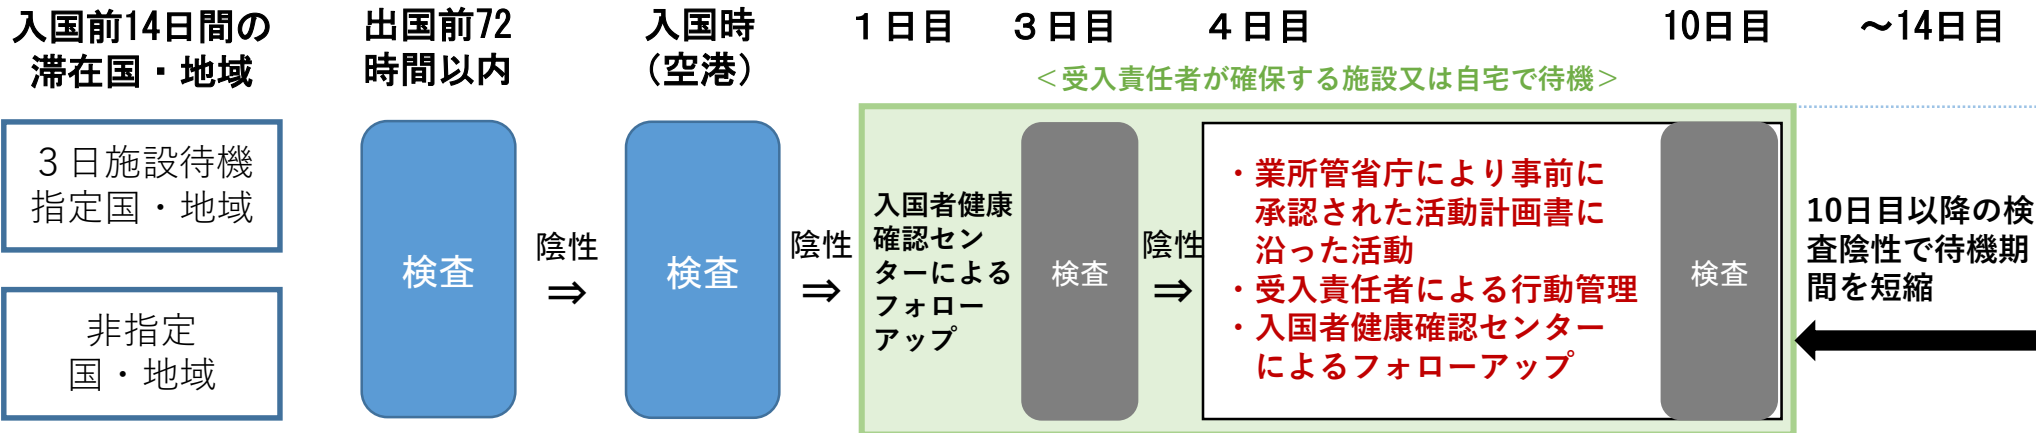 入国前14日間の
滞在国・地域
出国前72
時間以内
入国時
(空港)
１日目
３日目
４日目
10日目
～14日目
＜受入責任者が確保する施設又は自宅で待機＞
３日施設待機
指定国・地域
非指定
国・地域
検査
陰性
⇒
検査
陰性
⇒
入国者健康
確認セン
ターによる
フォロー
アップ
検査
陰性
⇒
・業所管省庁により事前に
承認された活動計画書に
沿った活動
・受入責任者による行動管理
・入国者健康確認センター
によるフォローアップ
検査
10日目以降の検
査陰性で待機期
間を短縮